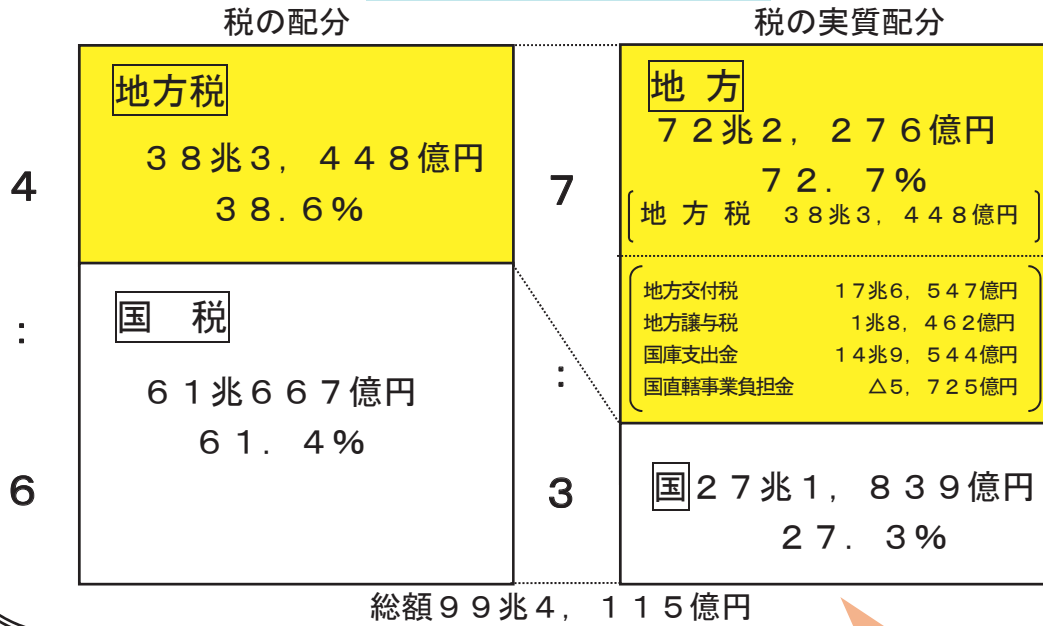 税の配分
地方税
３８兆３，４４８億円
３８.６％
４
：
６
国　税
６１兆６６７億円
６１．４％
税の実質配分
地 方
７２兆２，２７６億円
７２．７％
地 方 税　３８兆３，４４８億円
地方交付税　１７兆６，５４７億円
地方譲与税　１兆８，４６２億円
国庫支出金　１４兆９，５４４億円
国直轄事業負担金　△５，７２５億円
７
：
３
国２７兆１，８３９億円
２７．３％
総額９９兆４，１１５億円